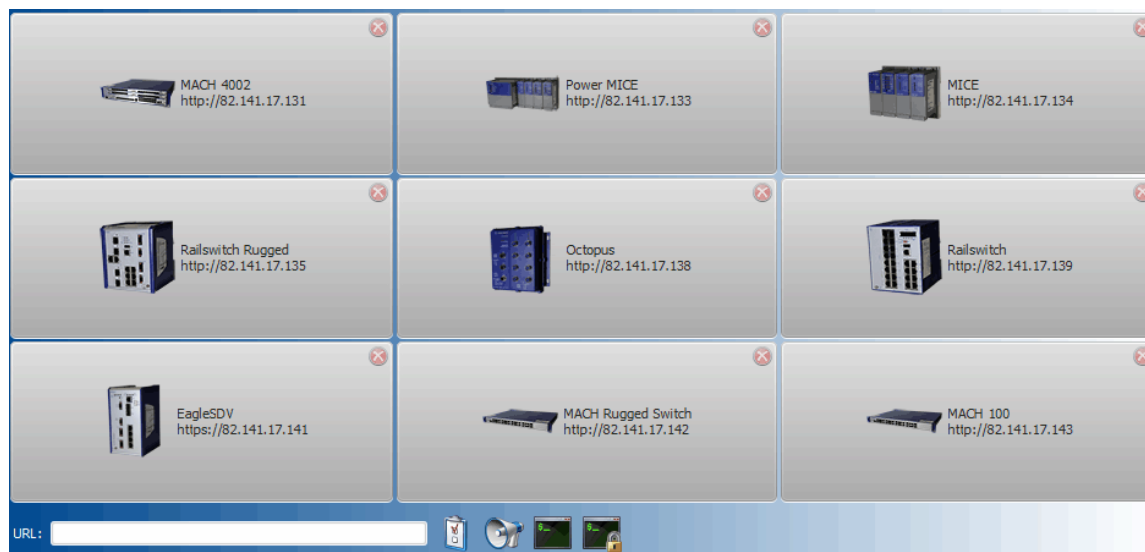 MACH 4002
http://82.141.17.131
Power MICE
http://82.141.17.133
MICE
http://82.141.17.134
Railswitch Rugged
http://82.141.17.135
Octopus
http://82.141.17.138
Railswitch
http://82.141.17.139
EagleSDV
https://82.141.17.141
MACH Rugged Switch
http://82.141.17.142
MACH 100
http://82.141.17.143
URL:
$_
$_